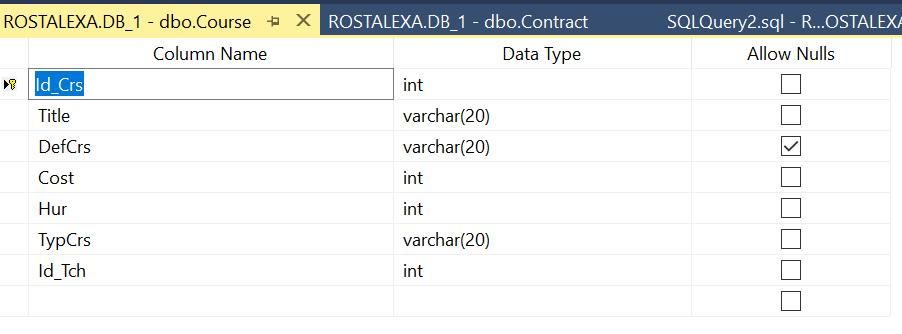 ROSTALEXA.DB_1 - dbo.Course ROSTALEXA.DB_1 - dbo.Contract SQLQuery2.sql - R...OSTALEXA
Column Name Data Type Allow Nulls
Id_Crs int
Title varchar(20)
DefCrs varchar(20)
Cost int
Hur int
TypCrs varchar(20)
Id_Tch int